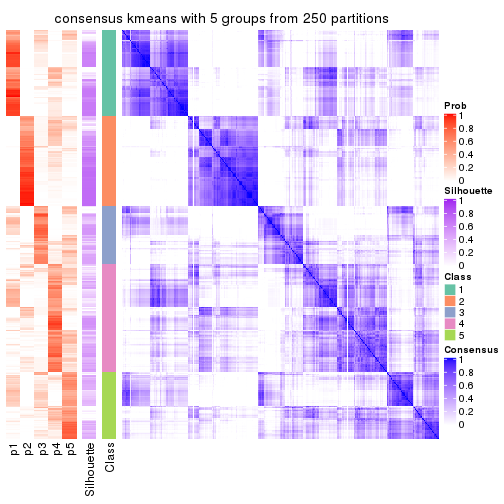 consensus kmeans with 5 groups from 250 partitions
Prob
1
0.8
0.6
0.4
0.2
0
Silhouette
1
0.8
0.6
0.4
0.2
0
Class
1
2
3
4
5
Consensus
1
0.8
0.6
0.4
0.2
0
p1
p2
p3
p4
p5
Silhouette
Class